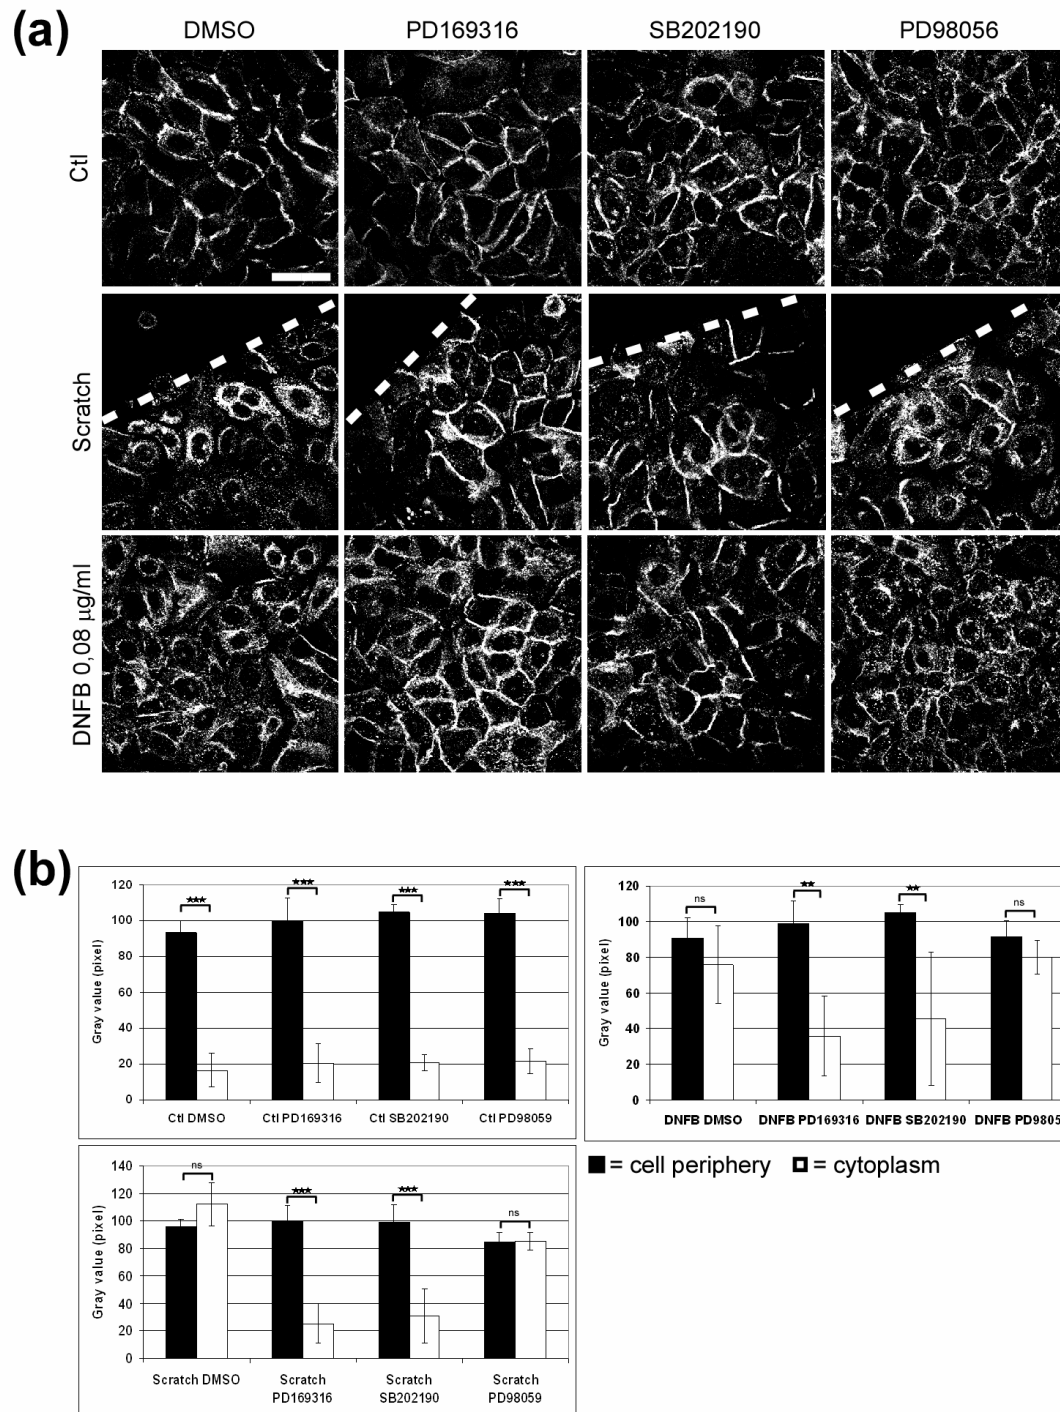 (a)
DMSO PD169316 SB202190 PD98056
Ctl
Scratch
DNFB 0,08 µg/ml
(b)
Gray value (pixel)
120
100
80
60
40
20
0
*** *** *** ***
Ctl DMSO Ctl PD169316 Ctl SB202190 Ctl PD98059
Gray value (pixel)
120
100
80
60
40
20
0
ns ** ** ns
DNFB DMSO DNFB PD169316 DNFB SB202190 DNFB PD9805
= cell periphery = cytoplasm
Gray value (pixel)
140
120
100
80
60
40
20
0
ns *** *** ns
Scratch DMSO Scratch Scratch Scratch
PD169316 SB202190 PD98059